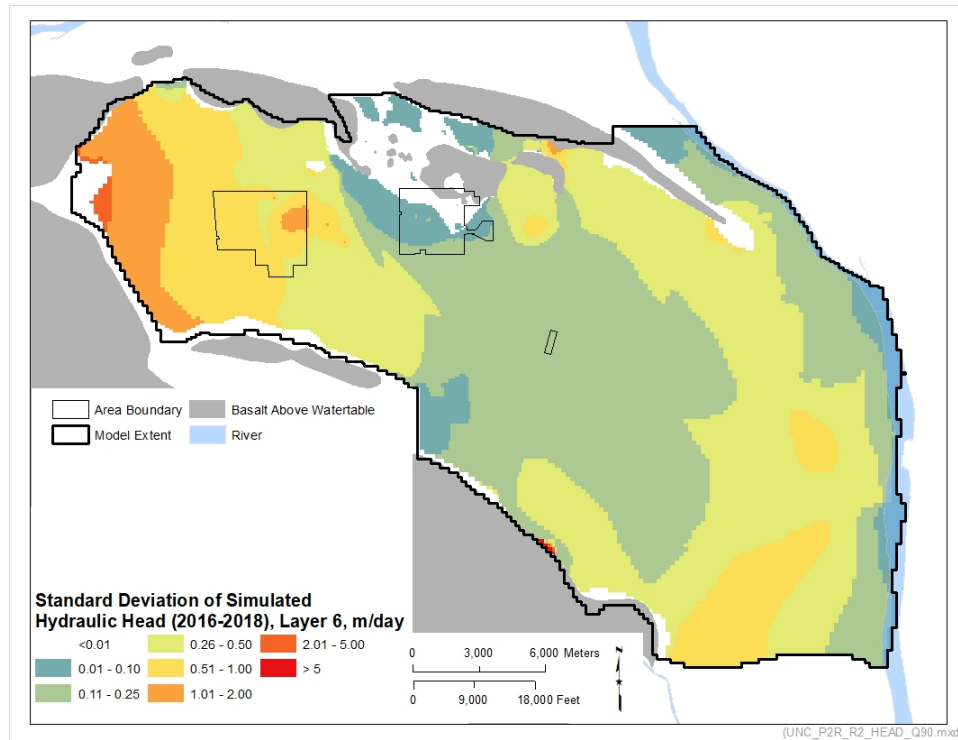 Area Boundary
Basalt Above Watertable
Model Extent
River
Standard Deviation of Simulated
Hydraulic Head (2016-2018), Layer 6, m/day
<0.01
0.26 - 0.50
2.01 - 5.00
0.01 - 0.10
0.51 - 1.00
> 5
0.11 - 0.25
1.01 - 2.00
0 3,000 6,000 Meters
0 9,000 18,000 Feet
N
(UNC_P2R_R2_HEAD_Q90.mxd